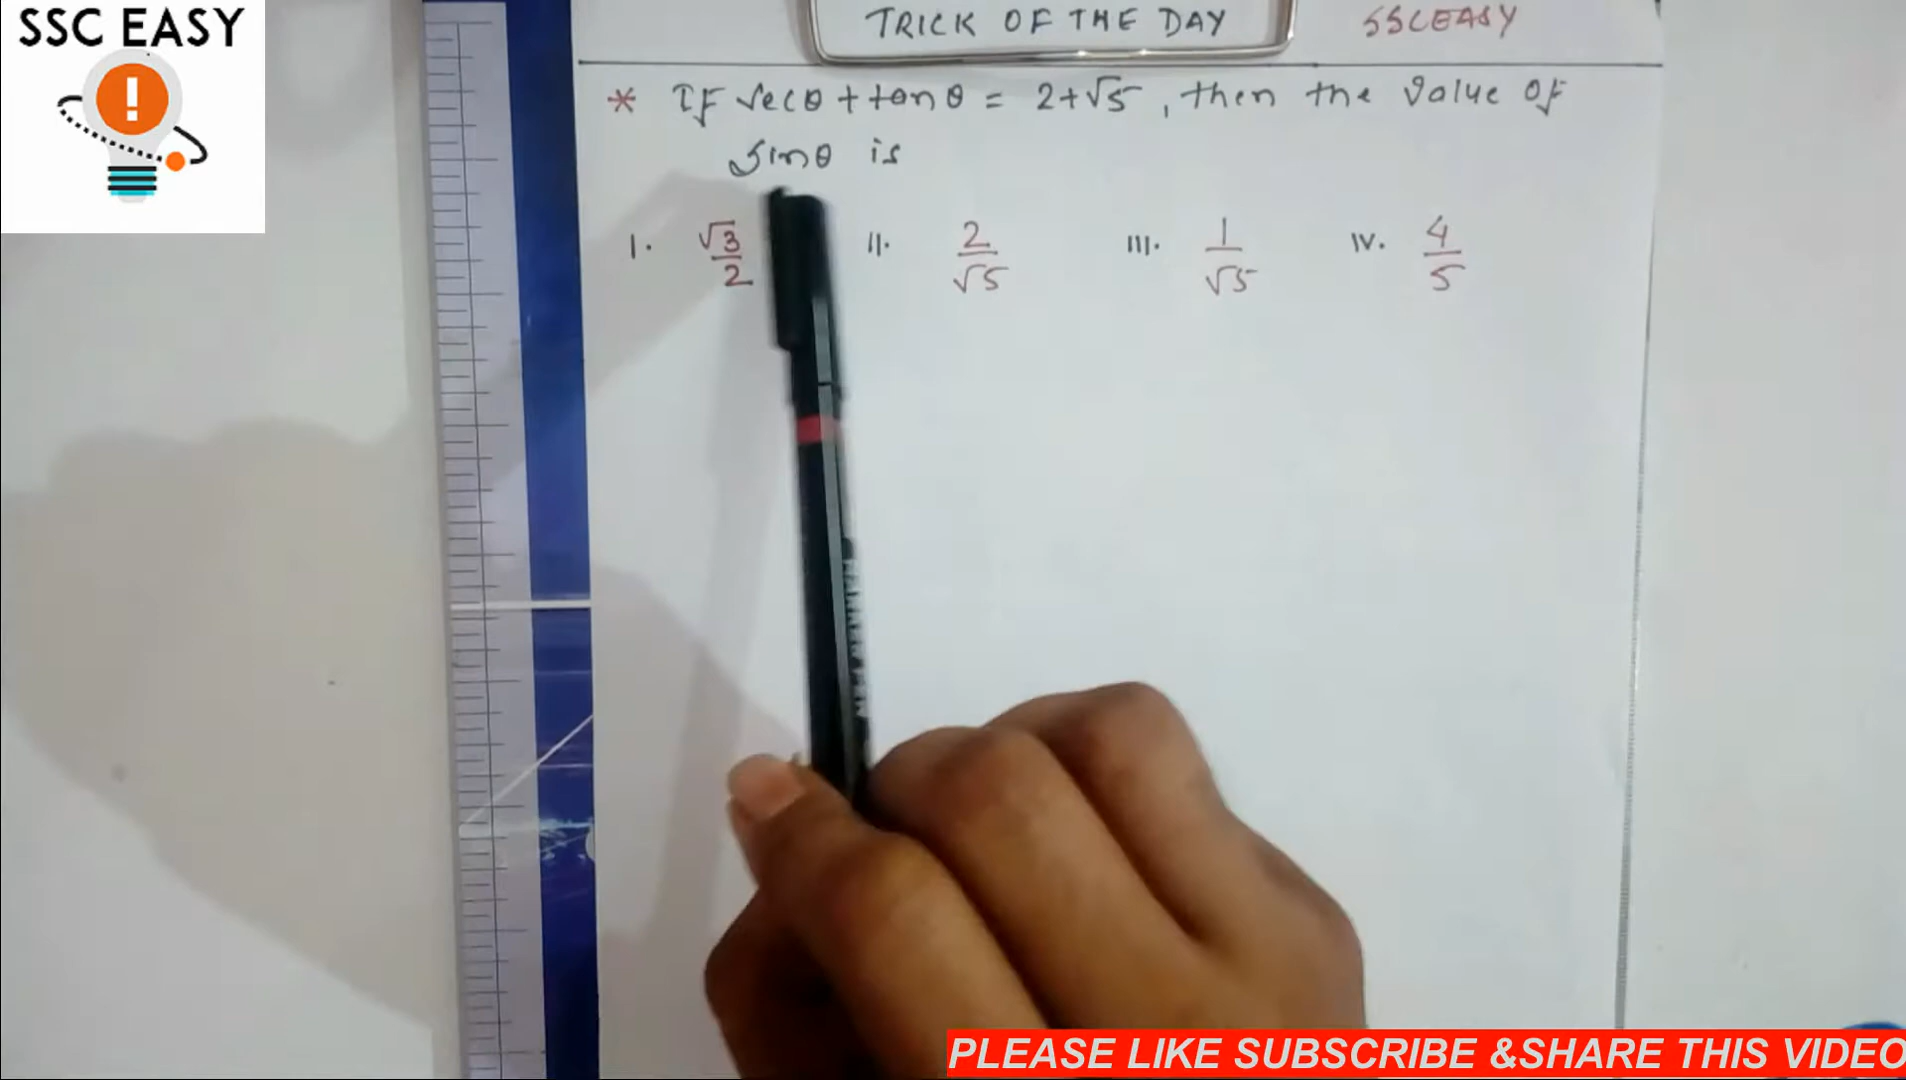 SSC EASY
TRICK OF THE DAY
SSCEASY
* IF secθ + tanθ = 2+√5, then the value OF
sinθ is
I. √3/2 II. 2/√5 III. 1/√5 IV. 4/5
PLEASE LIKE SUBSCRIBE &SHARE THIS VIDEO